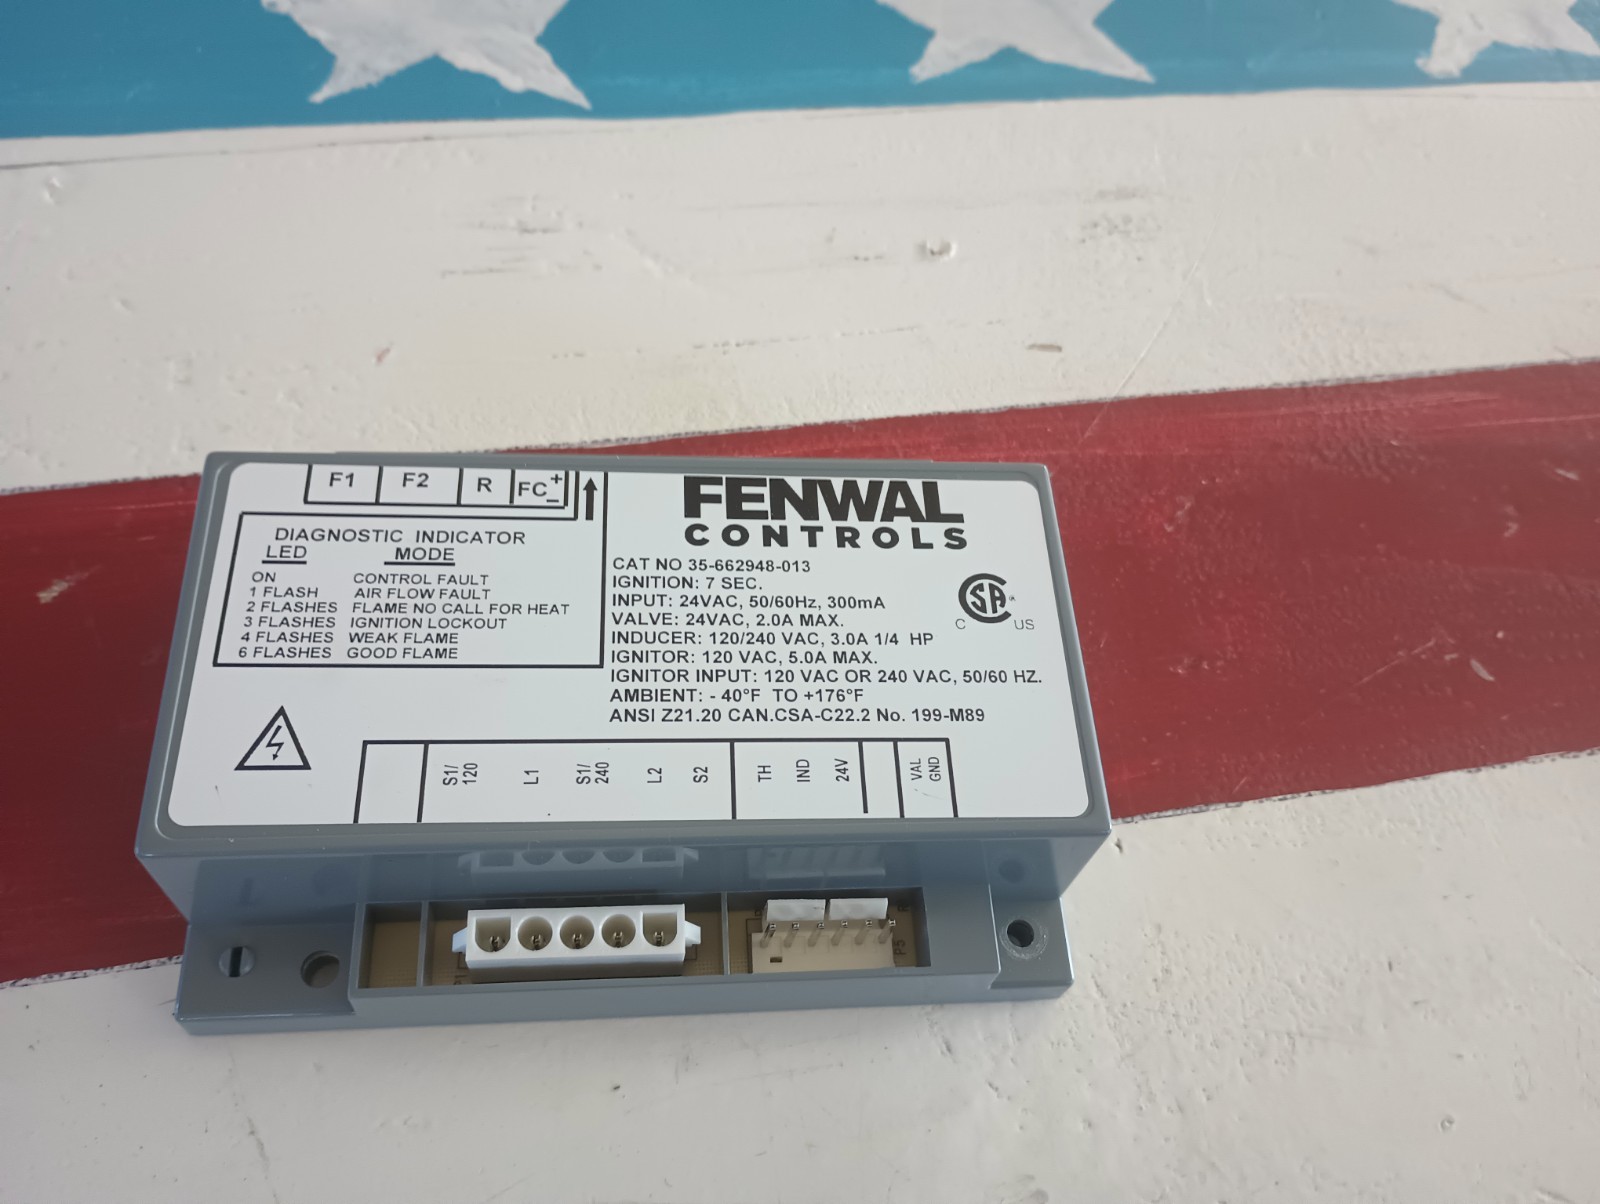 F1 F2 R FC + -
DIAGNOSTIC INDICATOR
LED MODE
ON CONTROL FAULT
1 FLASH AIR FLOW FAULT
2 FLASHES FLAME NO CALL FOR HEAT
3 FLASHES IGNITION LOCKOUT
4 FLASHES WEAK FLAME
6 FLASHES GOOD FLAME
FENWAL
CONTROLS
CAT NO 35-662948-013
IGNITION: 7 SEC.
INPUT: 24VAC, 50/60Hz, 300mA
VALVE: 24VAC, 2.0A MAX.
INDUCER: 120/240 VAC, 3.0A 1/4 HP
IGNITOR: 120 VAC, 5.0A MAX.
IGNITOR INPUT: 120 VAC OR 240 VAC, 50/60 HZ.
AMBIENT: - 40°F TO +176°F
ANSI Z21.20 CAN.CSA-C22.2 No. 199-M89
CSA
C US
S1/120 L1 S1/240 L2 S2 TH IND 24V VAL GND
P1 P5